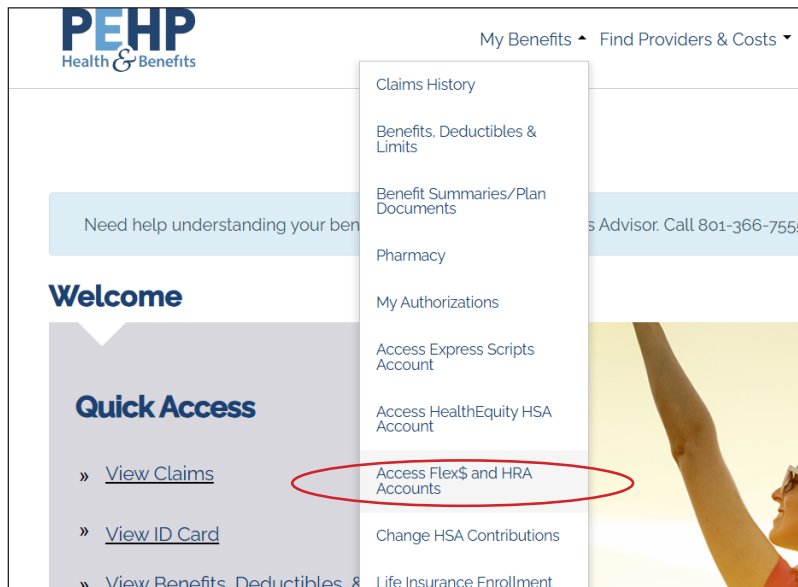 PEHP
Health & Benefits
My Benefits Find Providers & Costs
Claims History
Benefits, Deductibles &
Limits
Benefit Summaries/Plan
Documents
Pharmacy
My Authorizations
Access Express Scripts
Account
Access HealthEquity HSA
Account
Access Flex$ and HRA
Accounts
Change HSA Contributions
Life Insurance Enrollment
Need help understanding your ben s Advisor. Call 801-366-755
Welcome
Quick Access
» View Claims
» View ID Card
» View Benefits, Deductibles, &